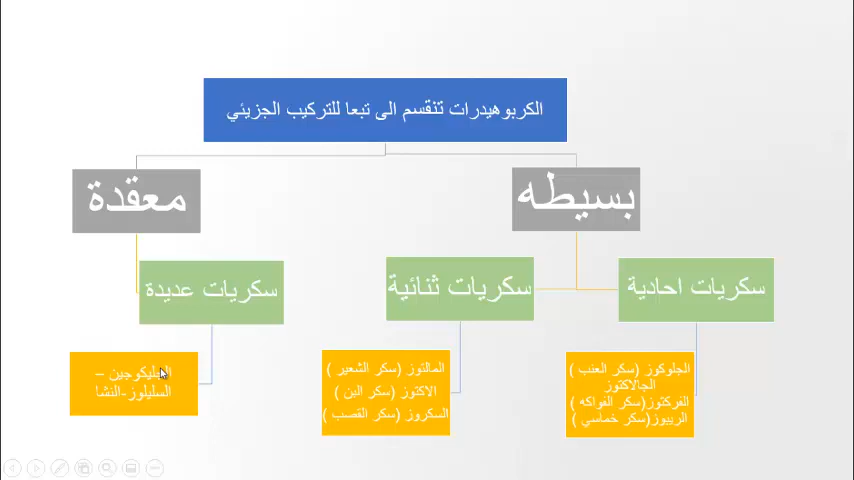 الكربوهيدرات تنقسم الى تبعا للتركيب الجزيئي
بسيطه
معقدة
سكريات احادية
سكريات ثنائية
سكريات عديدة
الجلوكوز (سكر العنب )
الجالاكتوز
الفركتوز(سكر الفواكه )
الريبوز(سكر خماسي )
المالتوز (سكر الشعير )
الاكتوز (سكر البن )
السكروز (سكر القصب )
الجليكوجين –
السليلوز-النشا